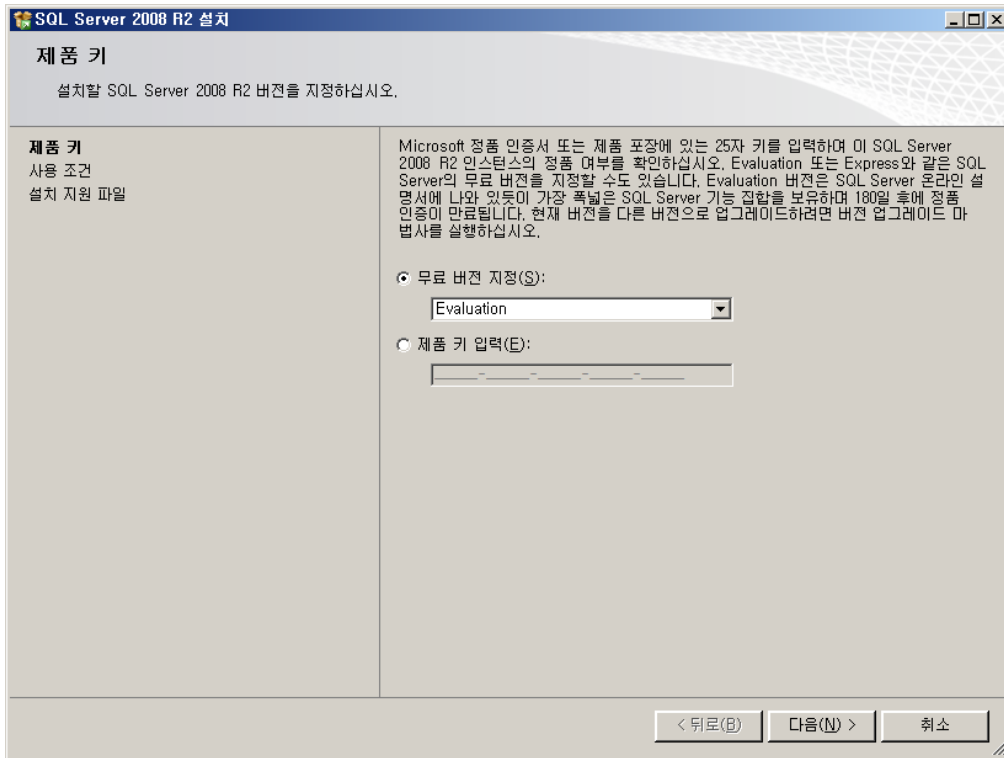 SQL Server 2008 R2 설치
제품 키
설치할 SQL Server 2008 R2 버전을 지정하십시오.
제품 키
사용 조건
설치 지원 파일
Microsoft 정품 인증서 또는 제품 포장에 있는 25자 키를 입력하여 이 SQL Server
2008 R2 인스턴스의 정품 여부를 확인하십시오. Evaluation 또는 Express와 같은 SQL
Server의 무료 버전을 지정할 수도 있습니다. Evaluation 버전은 SQL Server 온라인 설
명서에 나와 있듯이 가장 폭넓은 SQL Server 기능 집합을 보유하며 180일 후에 정품
인증이 만료됩니다. 현재 버전을 다른 버전으로 업그레이드하려면 버전 업그레이드 마
법사를 실행하십시오.
무료 버전 지정(S):
Evaluation
제품 키 입력(E):
_____-_____-_____-_____-_____
< 뒤로(B)
다음(N) >
취소